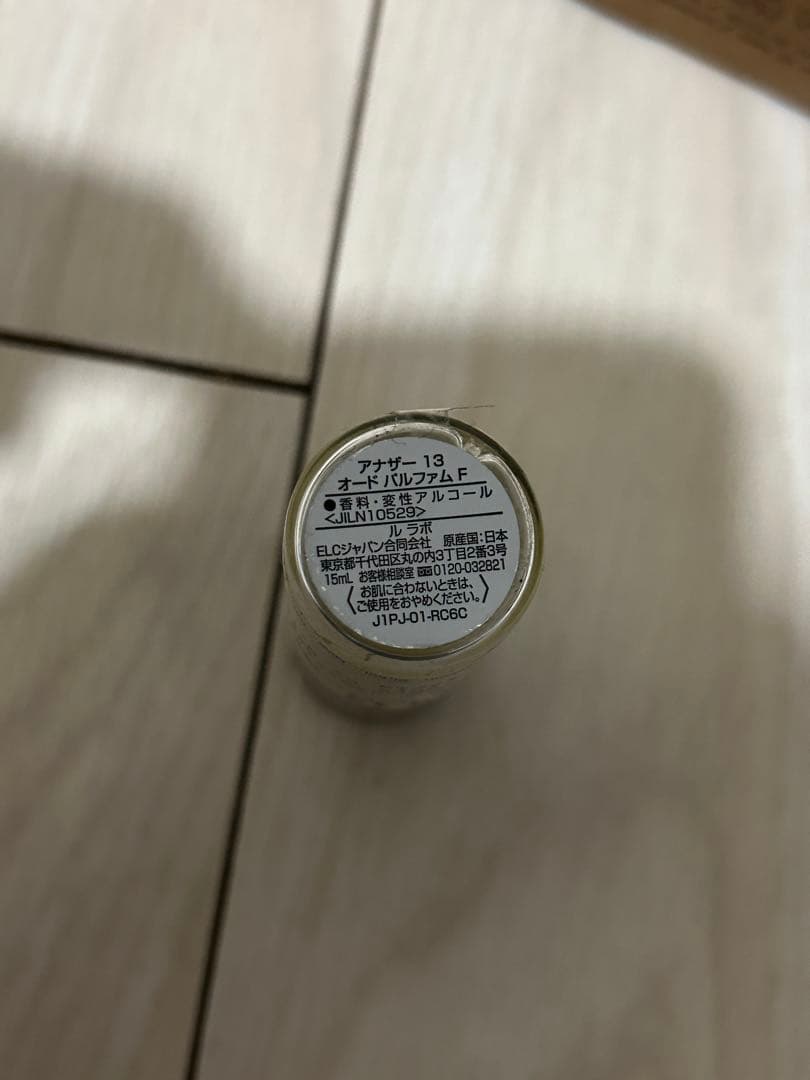 アナザー 13
オード パルファム F
●香料・変性アルコール
<JILN10529>
ル ラボ
ELCジャパン合同会社 原産国:日本
東京都千代田区丸の内3丁目2番3号
15mL お客様相談室 0120-032821
〈お肌に合わないときは、
ご使用をおやめください。〉
J1PJ-01-RC6C